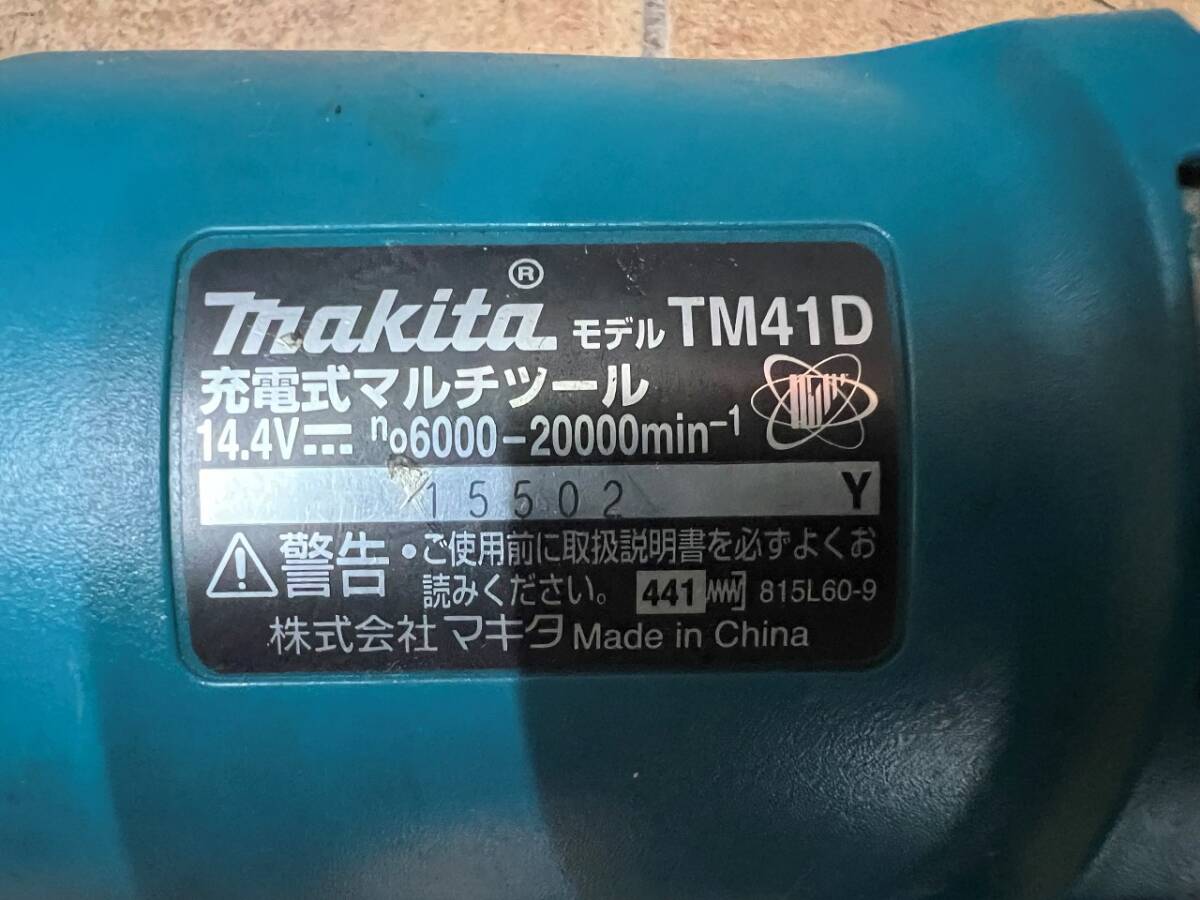 makita® モデル TM41D
充電式マルチツール
14.4V⎓ n₀6000-20000min⁻¹
15502 Y
⚠警告 •ご使用前に取扱説明書を必ずよくお
読みください。 441 815L60-9
株式会社マキタ Made in China